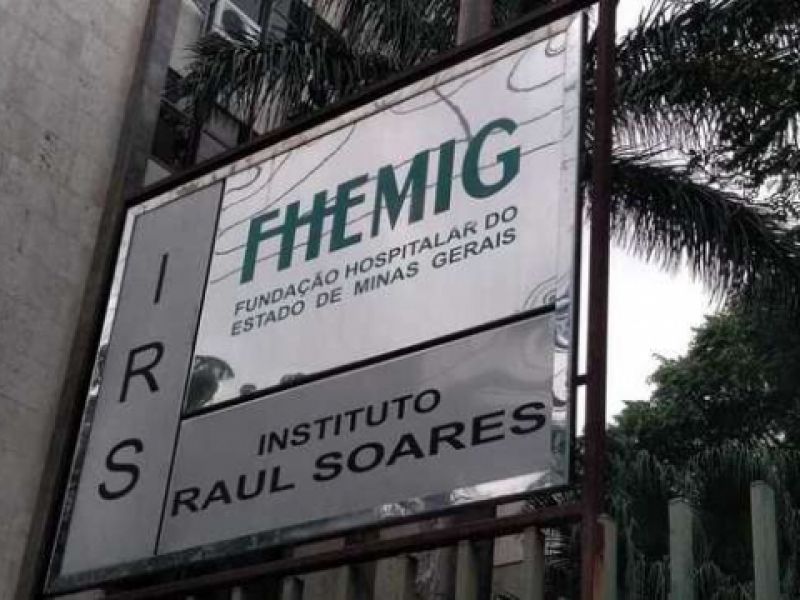 FHEMIG
FUNDAÇÃO HOSPITALAR DO
ESTADO DE MINAS GERAIS
I
R
S
INSTITUTO
RAUL SOARES